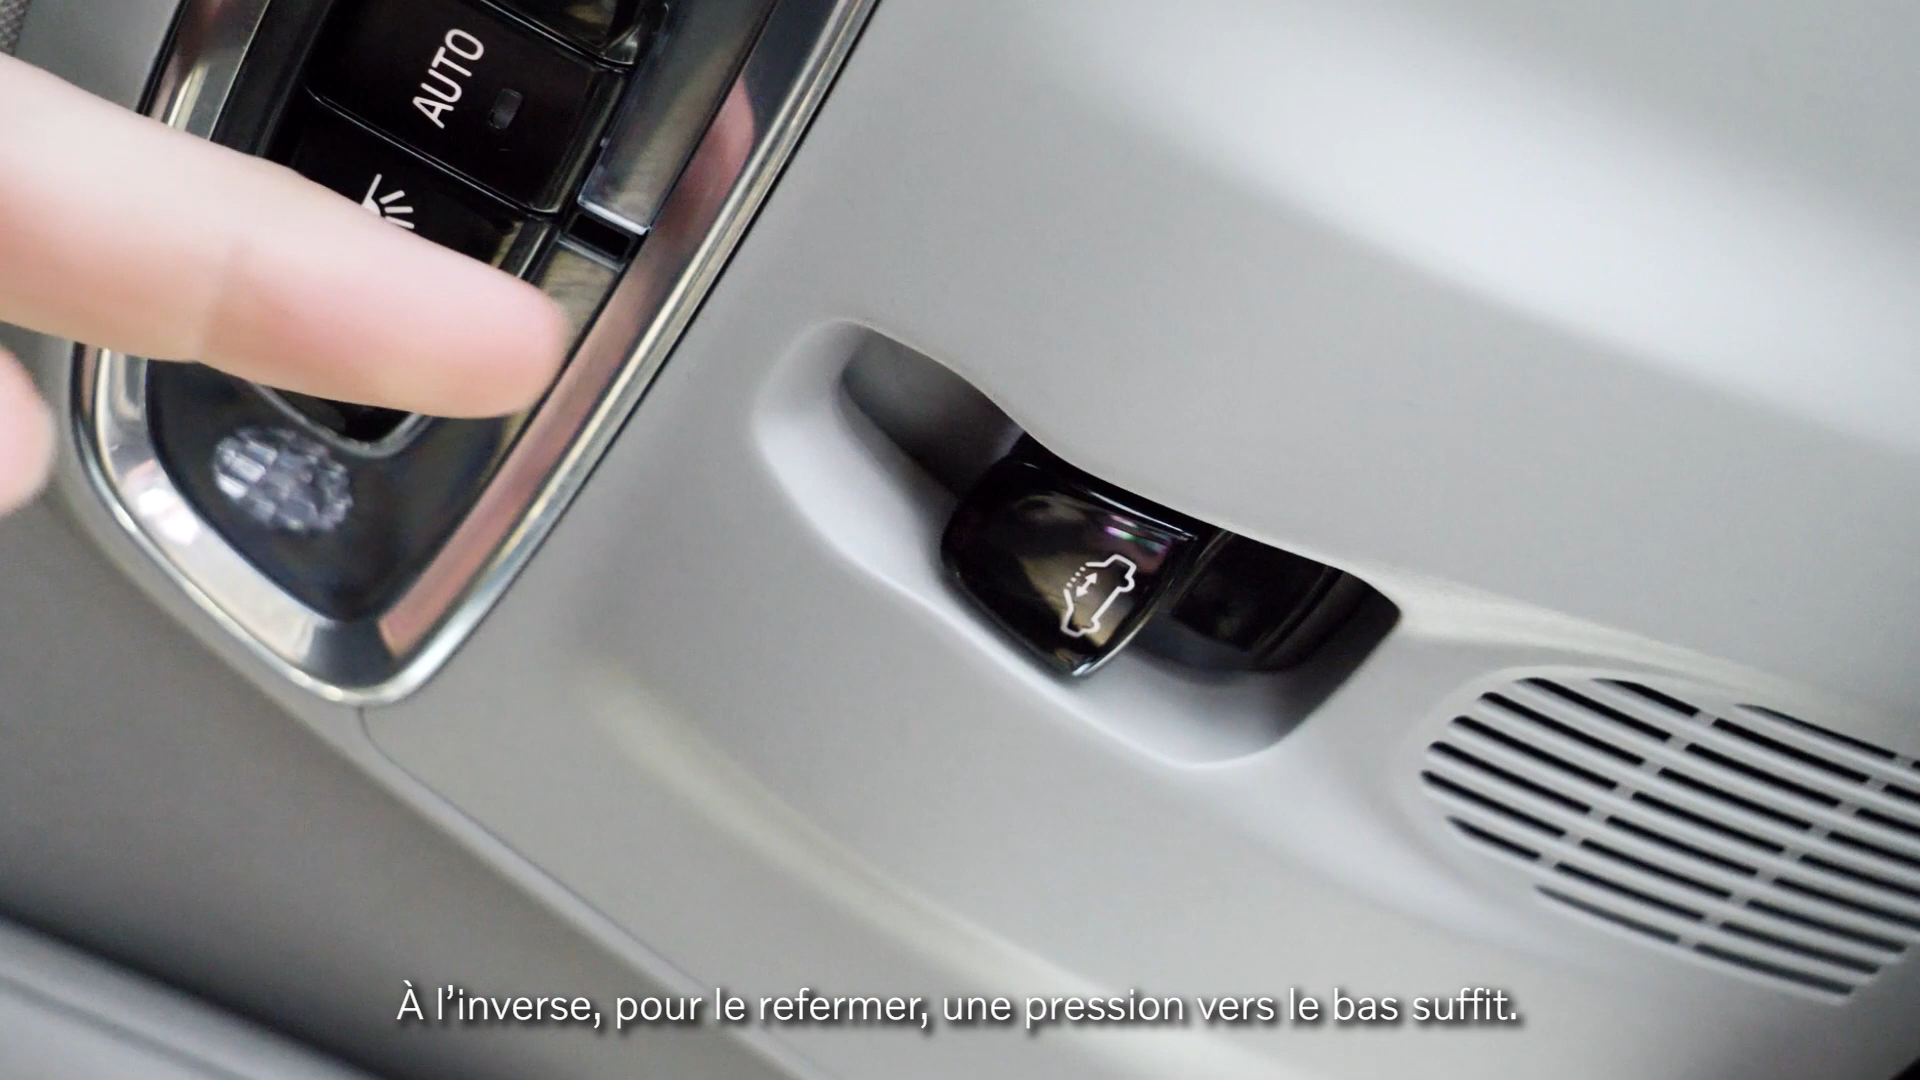 AUTO
À l’inverse, pour le refermer, une pression vers le bas suffit.